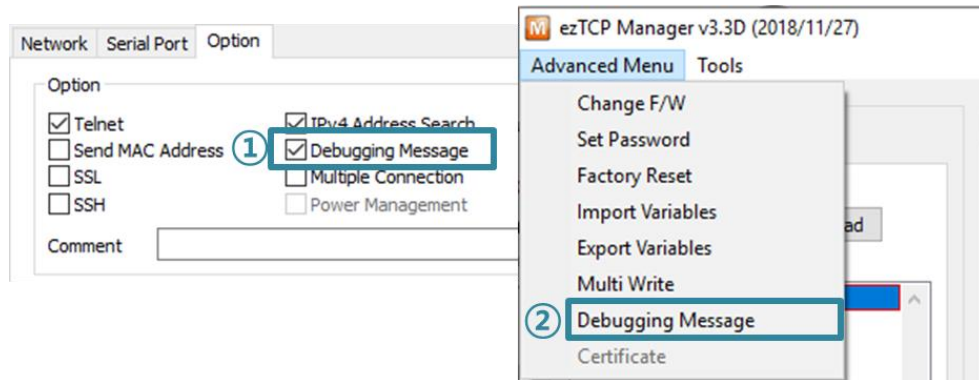 Network Serial Port Option
Option
Telnet
IPv4 Address Search
Send MAC Address
① Debugging Message
SSL
Multiple Connection
SSH
Power Management
Comment
M ezTCP Manager v3.3D (2018/11/27)
Advanced Menu Tools
Change F/W
Set Password
Factory Reset
Import Variables
ad
Export Variables
Multi Write
② Debugging Message
Certificate